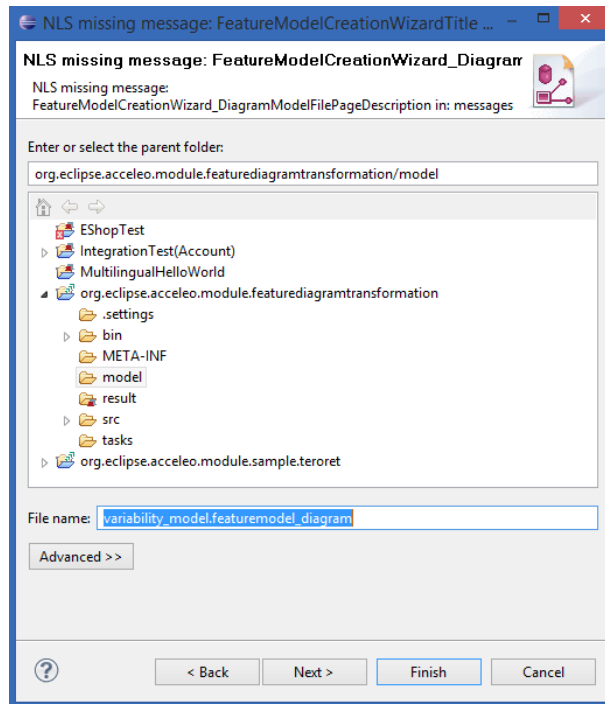 NLS missing message: FeatureModelCreationWizardTitle ...
NLS missing message: FeatureModelCreationWizard_Diagram
NLS missing message:
FeatureModelCreationWizard_DiagramModelFilePageDescription in: messages
Enter or select the parent folder:
org.eclipse.acceleo.module.featurediagramtransformation/model
EShopTest
IntegrationTest(Account)
MultilingualHelloWorld
org.eclipse.acceleo.module.featurediagramtransformation
.settings
bin
META-INF
model
result
src
tasks
org.eclipse.acceleo.module.sample.teroret
File name: variability_model.featuremodel_diagram
Advanced >>
? < Back Next > Finish Cancel